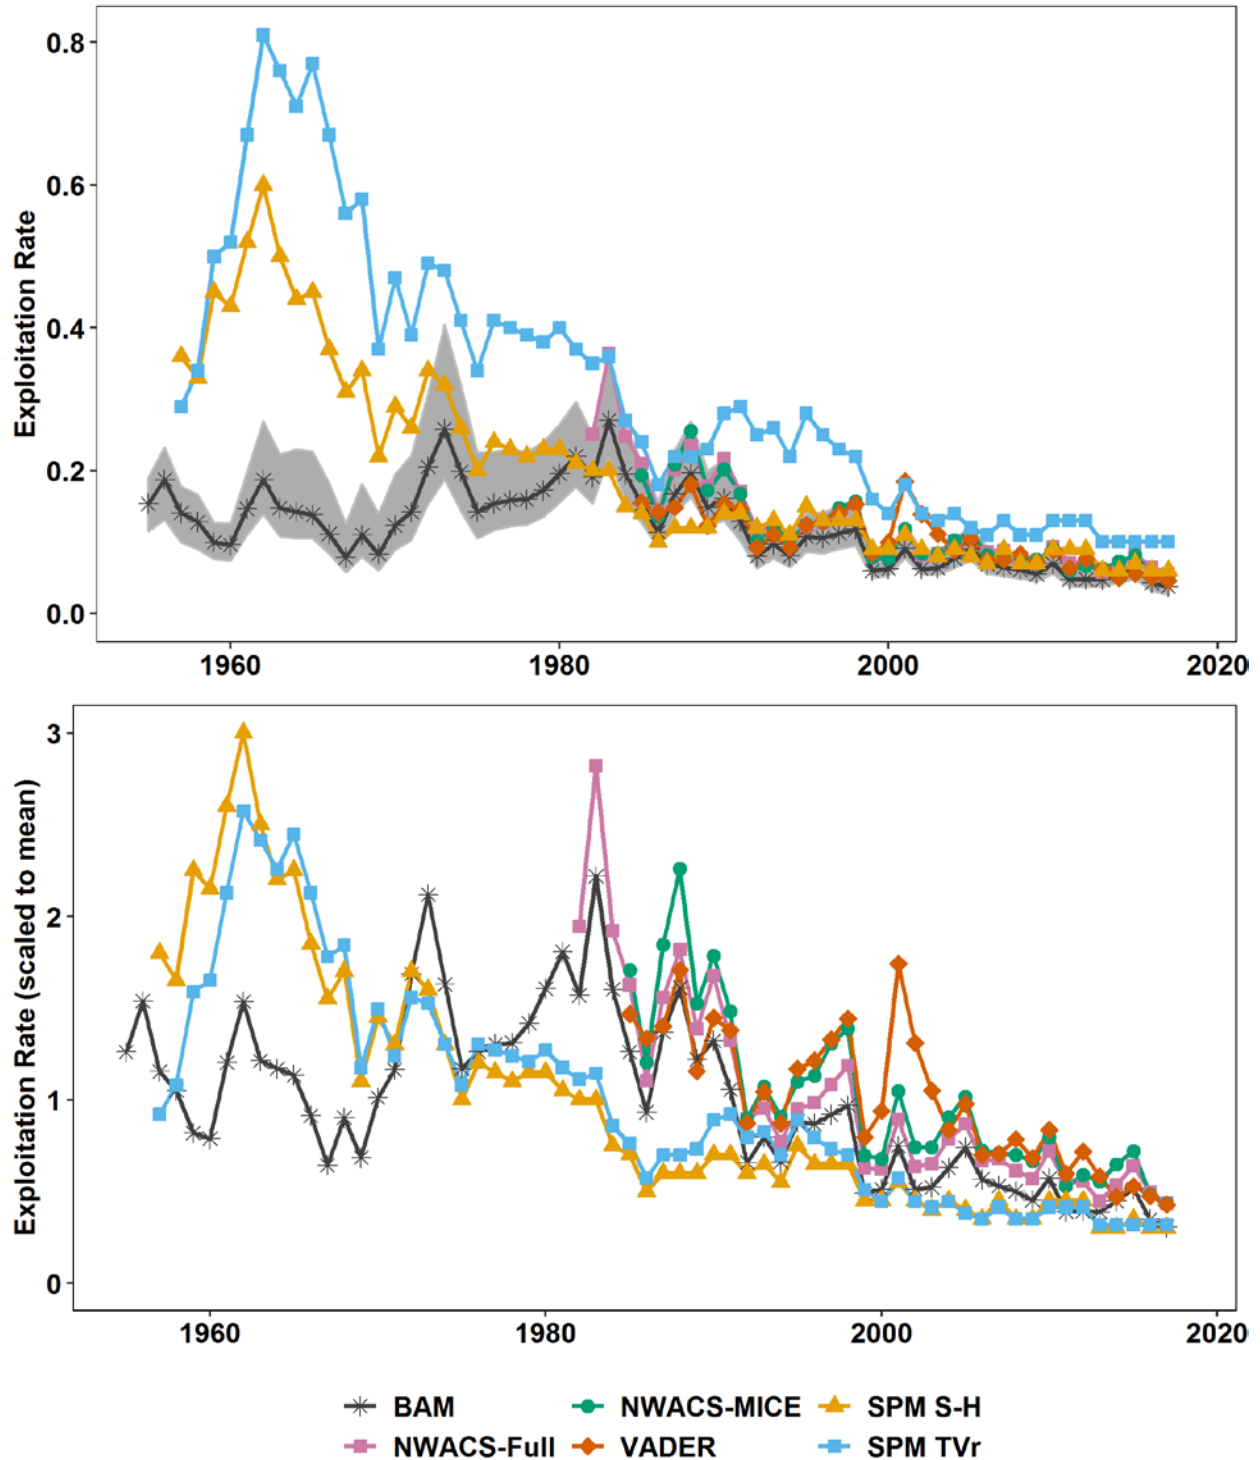 Exploitation Rate
0.8
0.6
0.4
0.2
0.0
1960 1980 2000 2020
Exploitation Rate (scaled to mean)
3
2
1
0
1960 1980 2000 2020
BAM NWACS-MICE SPM S-H
NWACS-Full VADER SPM TVr